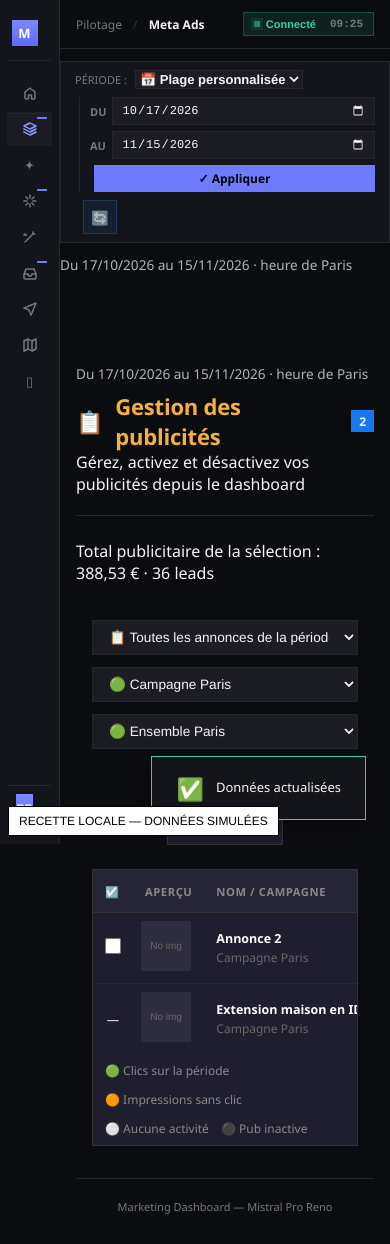 M
Pilotage / Meta Ads
Connecté 09:25
PÉRIODE : 📅 Plage personnalisée
DU 10/17/2026
AU 11/15/2026
✓ Appliquer
Du 17/10/2026 au 15/11/2026 · heure de Paris
Du 17/10/2026 au 15/11/2026 · heure de Paris
📋 Gestion des
publicités
2
Gérez, activez et désactivez vos
publicités depuis le dashboard
Total publicitaire de la sélection :
388,53 € · 36 leads
📋 Toutes les annonces de la périod
🟢 Campagne Paris
🟢 Ensemble Paris
✅ Données actualisées
RECETTE LOCALE — DONNÉES SIMULÉES
☑️ APERÇU NOM / CAMPAGNE
No img Annonce 2
Campagne Paris
— No img Extension maison en
Campagne Paris
🟢 Clics sur la période
🟠 Impressions sans clic
⚪ Aucune activité ⚫ Pub inactive
Marketing Dashboard — Mistral Pro Reno